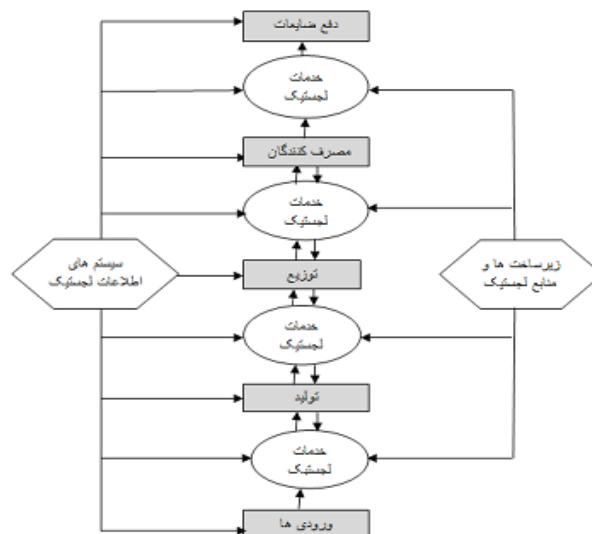 دفع ضایعات
خدمات
لجستیک
مصرف کنندگان
خدمات
لجستیک
سیستم های
اطلاعات لجستیک
توزیع
زیرساخت ها و
منابع لجستیک
خدمات
لجستیک
تولید
خدمات
لجستیک
ورودی ها